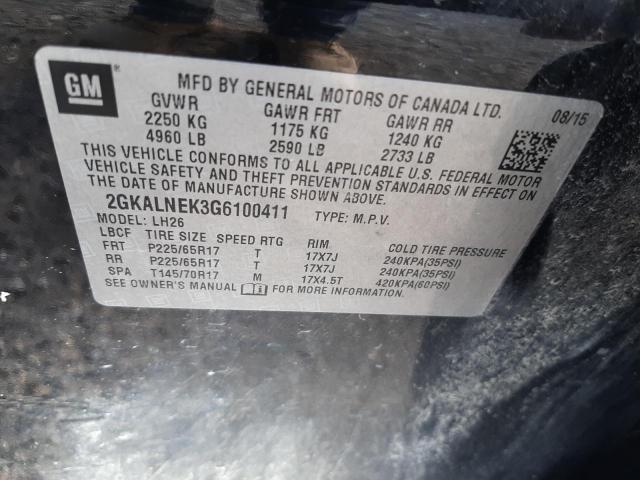 GM
MFD BY GENERAL MOTORS OF CANADA LTD. 08/15
GVWR GAWR FRT GAWR RR
2250 KG 1175 KG 1240 KG
4960 LB 2590 LB 2733 LB
THIS VEHICLE CONFORMS TO ALL APPLICABLE U.S. FEDERAL MOTOR
VEHICLE SAFETY AND THEFT PREVENTION STANDARDS IN EFFECT ON
THE DATE OF MANUFACTURE SHOWN ABOVE.
2GKALNEK3G6100411 TYPE: M.P.V.
MODEL: LH26
LBCF TIRE SIZE SPEED RTG RIM COLD TIRE PRESSURE
FRT P225/65R17 T 17X7J 240KPA(35PSI)
RR P225/65R17 T 17X7J 240KPA(35PSI)
SPA T145/70R17 M 17X4.5T 420KPA(60PSI)
SEE OWNER'S MANUAL FOR MORE INFORMATION.